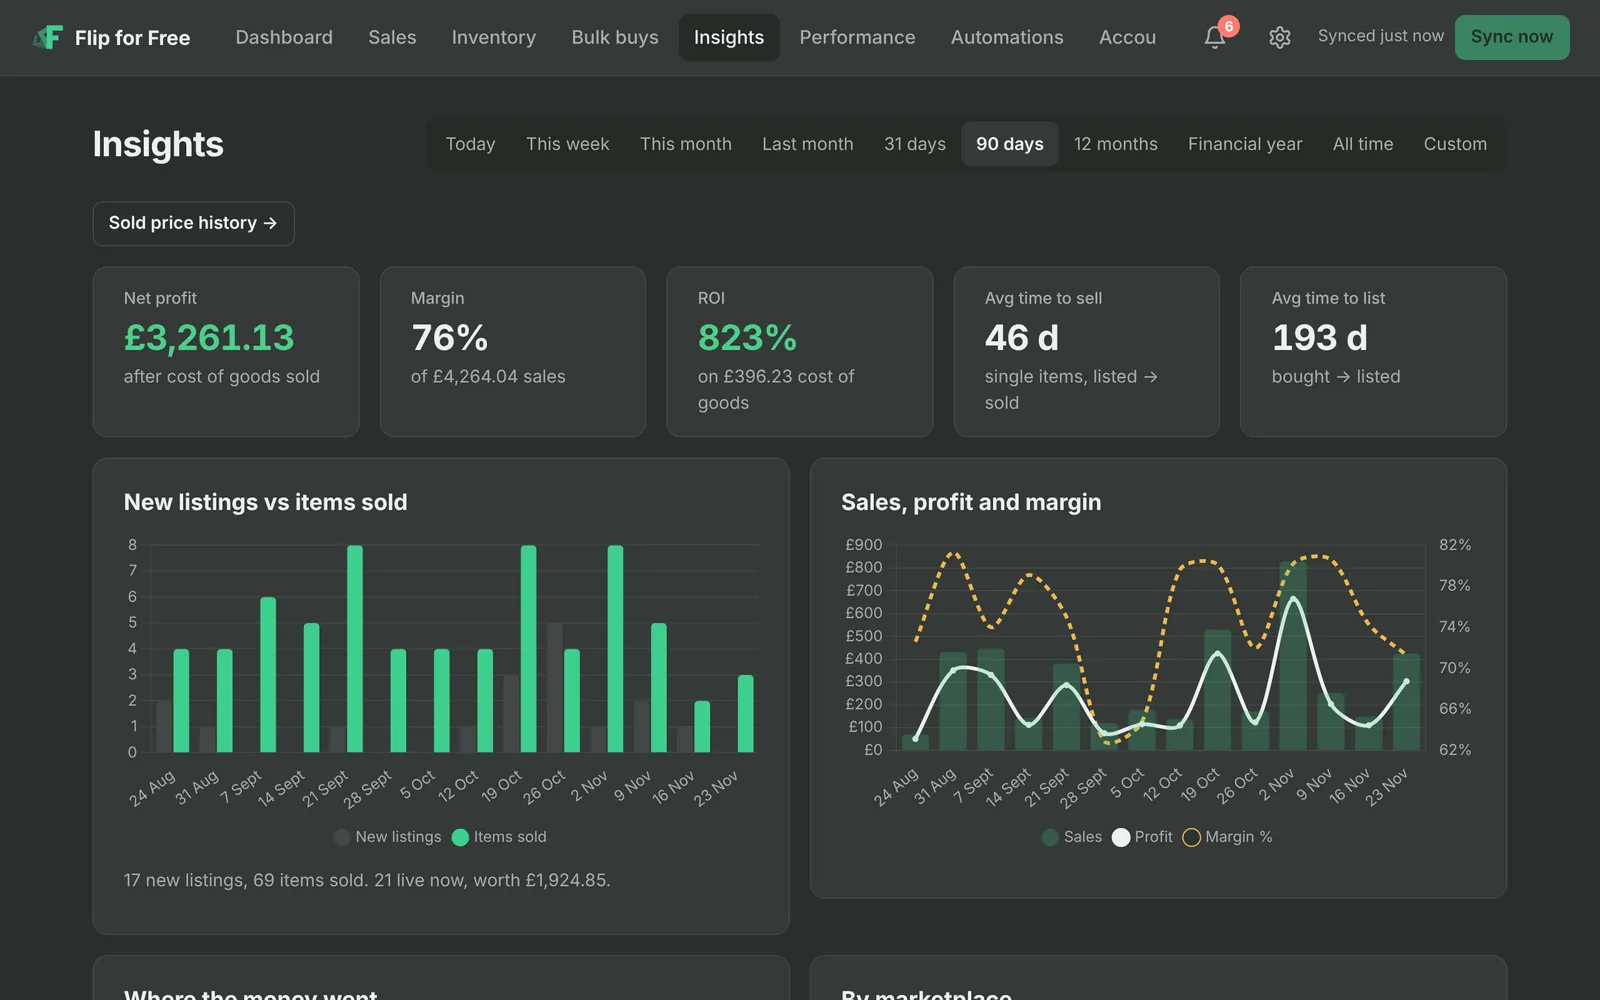 Flip for Free
Dashboard
Sales
Inventory
Bulk buys
Insights
Performance
Automations
Accou
6
Synced just now
Sync now
Insights
Today
This week
This month
Last month
31 days
90 days
12 months
Financial year
All time
Custom
Sold price history →
Net profit
£3,261.13
after cost of goods sold
Margin
76%
of £4,264.04 sales
ROI
823%
on £396.23 cost of
goods
Avg time to sell
46 d
single items, listed →
sold
Avg time to list
193 d
bought → listed
New listings vs items sold
8
7
6
5
4
3
2
1
0
24 Aug
31 Aug
7 Sept
14 Sept
21 Sept
28 Sept
5 Oct
12 Oct
19 Oct
26 Oct
2 Nov
9 Nov
16 Nov
23 Nov
New listings
Items sold
17 new listings, 69 items sold. 21 live now, worth £1,924.85.
Sales, profit and margin
£900
£800
£700
£600
£500
£400
£300
£200
£100
£0
82%
78%
74%
70%
66%
62%
24 Aug
31 Aug
7 Sept
14 Sept
21 Sept
28 Sept
5 Oct
12 Oct
19 Oct
26 Oct
2 Nov
9 Nov
16 Nov
23 Nov
Sales
Profit
Margin %
Where the money went
By marketplace